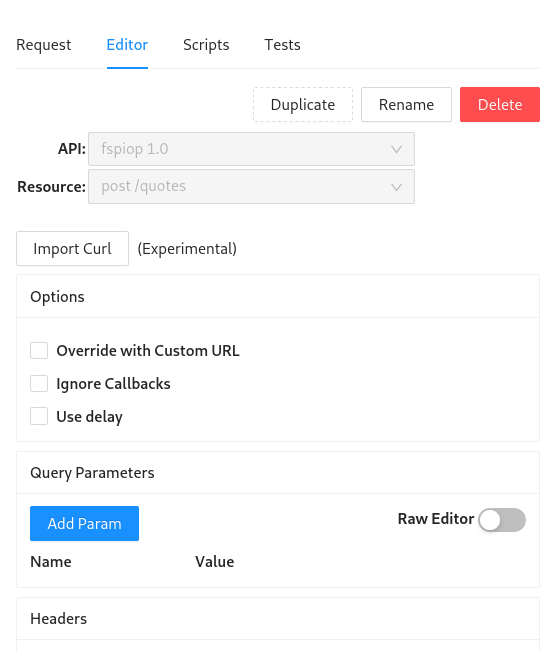 Request Editor Scripts Tests
Duplicate Rename Delete
API: fspiop 1.0
Resource: post /quotes
Import Curl (Experimental)
Options
Override with Custom URL
Ignore Callbacks
Use delay
Query Parameters
Add Param Raw Editor
Name Value
Headers